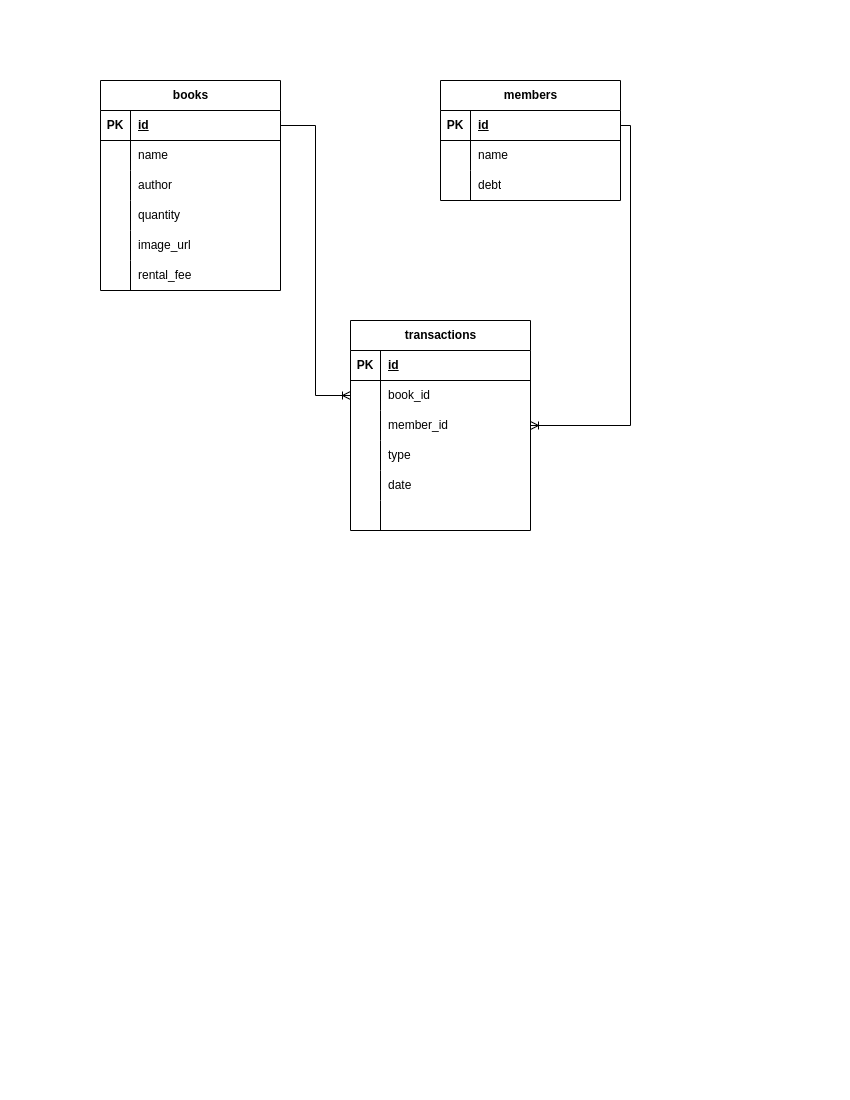 books
PK id
name
author
quantity
image_url
rental_fee
members
PK id
name
debt
transactions
PK id
book_id
member_id
type
date